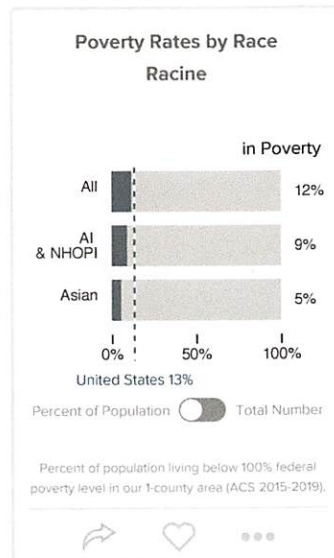 Poverty Rates by Race
Racine
in Poverty
All 12%
AI
& NHOPI 9%
Asian 5%
0% 50% 100%
United States 13%
Percent of Population Total Number
Percent of population living below 100% federal
poverty level in our 1-county area (ACS 2015-2019).